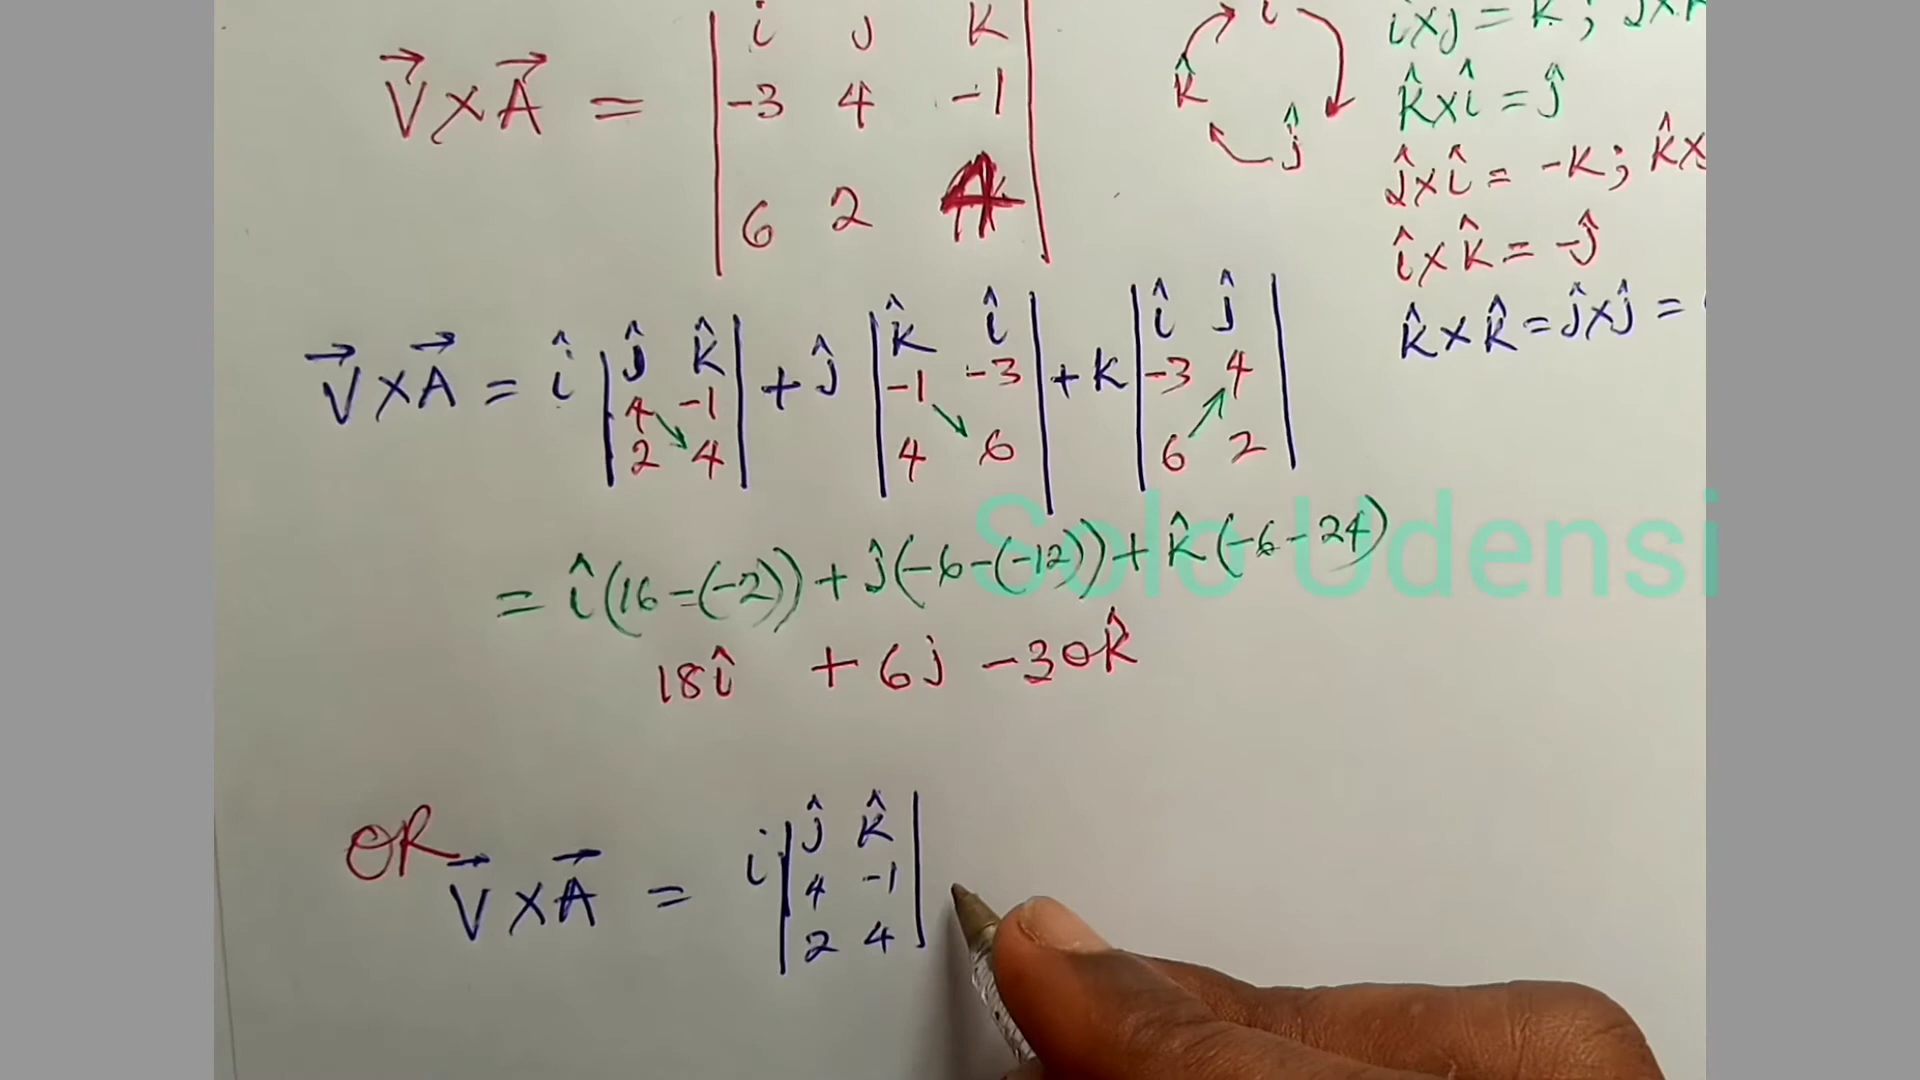 i j k
V⃗ × A⃗ = | -3 4 -1 |
6 2 4
î
k̂ ĵ
i×j = k ;
k̂×î = ĵ
ĵ×î = -k ; k̂×
î×k̂ = -ĵ
k̂×k̂ = ĵ×ĵ =
V⃗ × A⃗ = î | ĵ k̂ | + ĵ | k̂ î | + k | î ĵ |
4 -1 -1 -3 -3 4
2 4 4 6 6 2
= î(16-(-2)) + ĵ(-6-(-12)) + k̂(-6-24)
18î + 6j - 30k̂
OR
V⃗ × A⃗ = i | ĵ k̂ |
4 -1
2 4
Solo Udensi